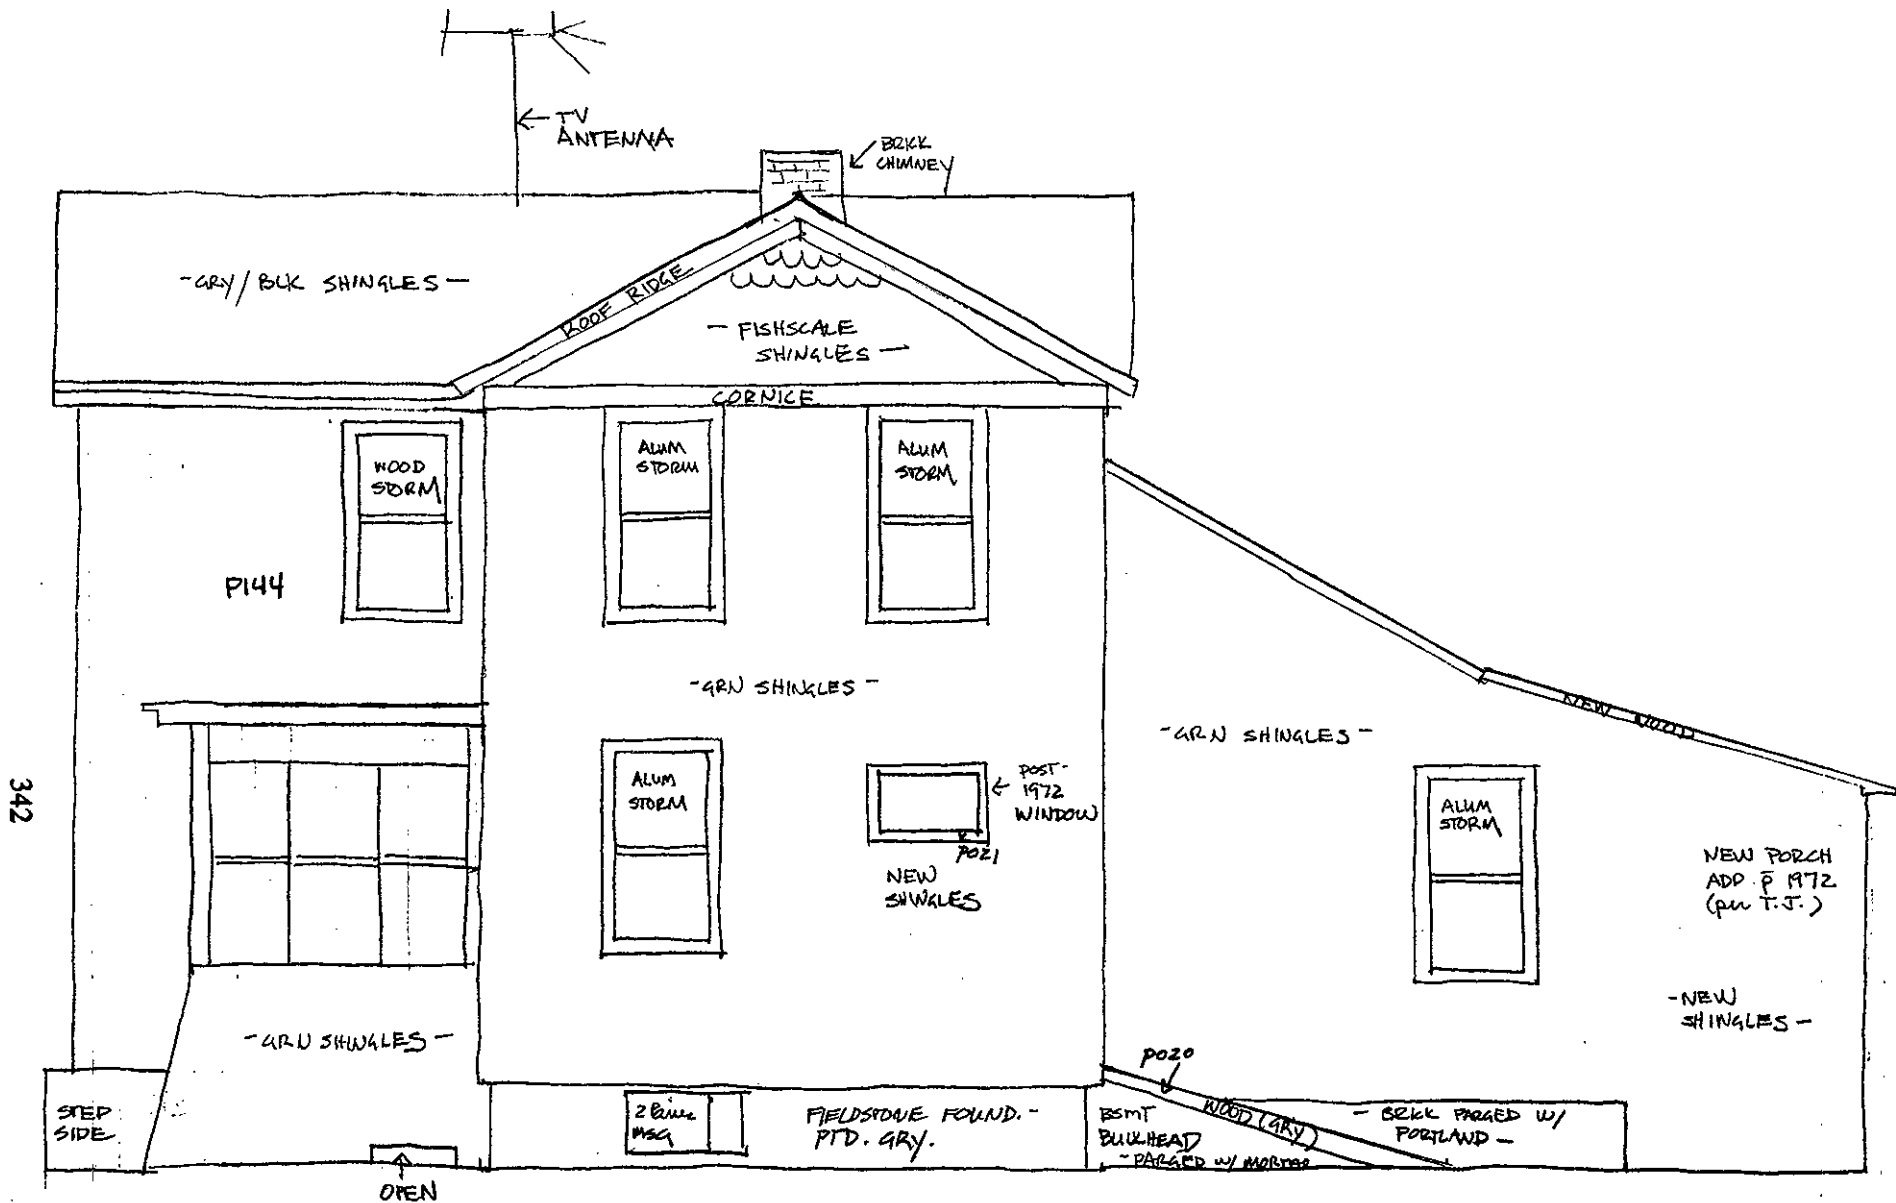 TV
ANTENNA
BRICK
CHIMNEY
-GRY/BLK SHINGLES-
ROOF RIDGE
- FISHSCALE
SHINGLES -
CORNICE
WOOD
STORM
ALUM
STORM
ALUM
STORM
P144
-GRN SHINGLES-
NEW WOOD
-GRN SHINGLES-
ALUM
STORM
POST-
1972
WINDOW
P021
NEW
SHINGLES
ALUM
STORM
NEW PORCH
ADD p̄ 1972
(per T.J.)
342
-NEW
SHINGLES-
-GRN SHINGLES-
P020
STEP
SIDE
2 Panes
MSG
FIELDSTONE FOUND.-
PTD. GRY.
BSMT
BULKHEAD
-PARGED W/ MORTAR
WOOD (GRY)
- BRICK PARGED W/
PORTLAND -
OPEN